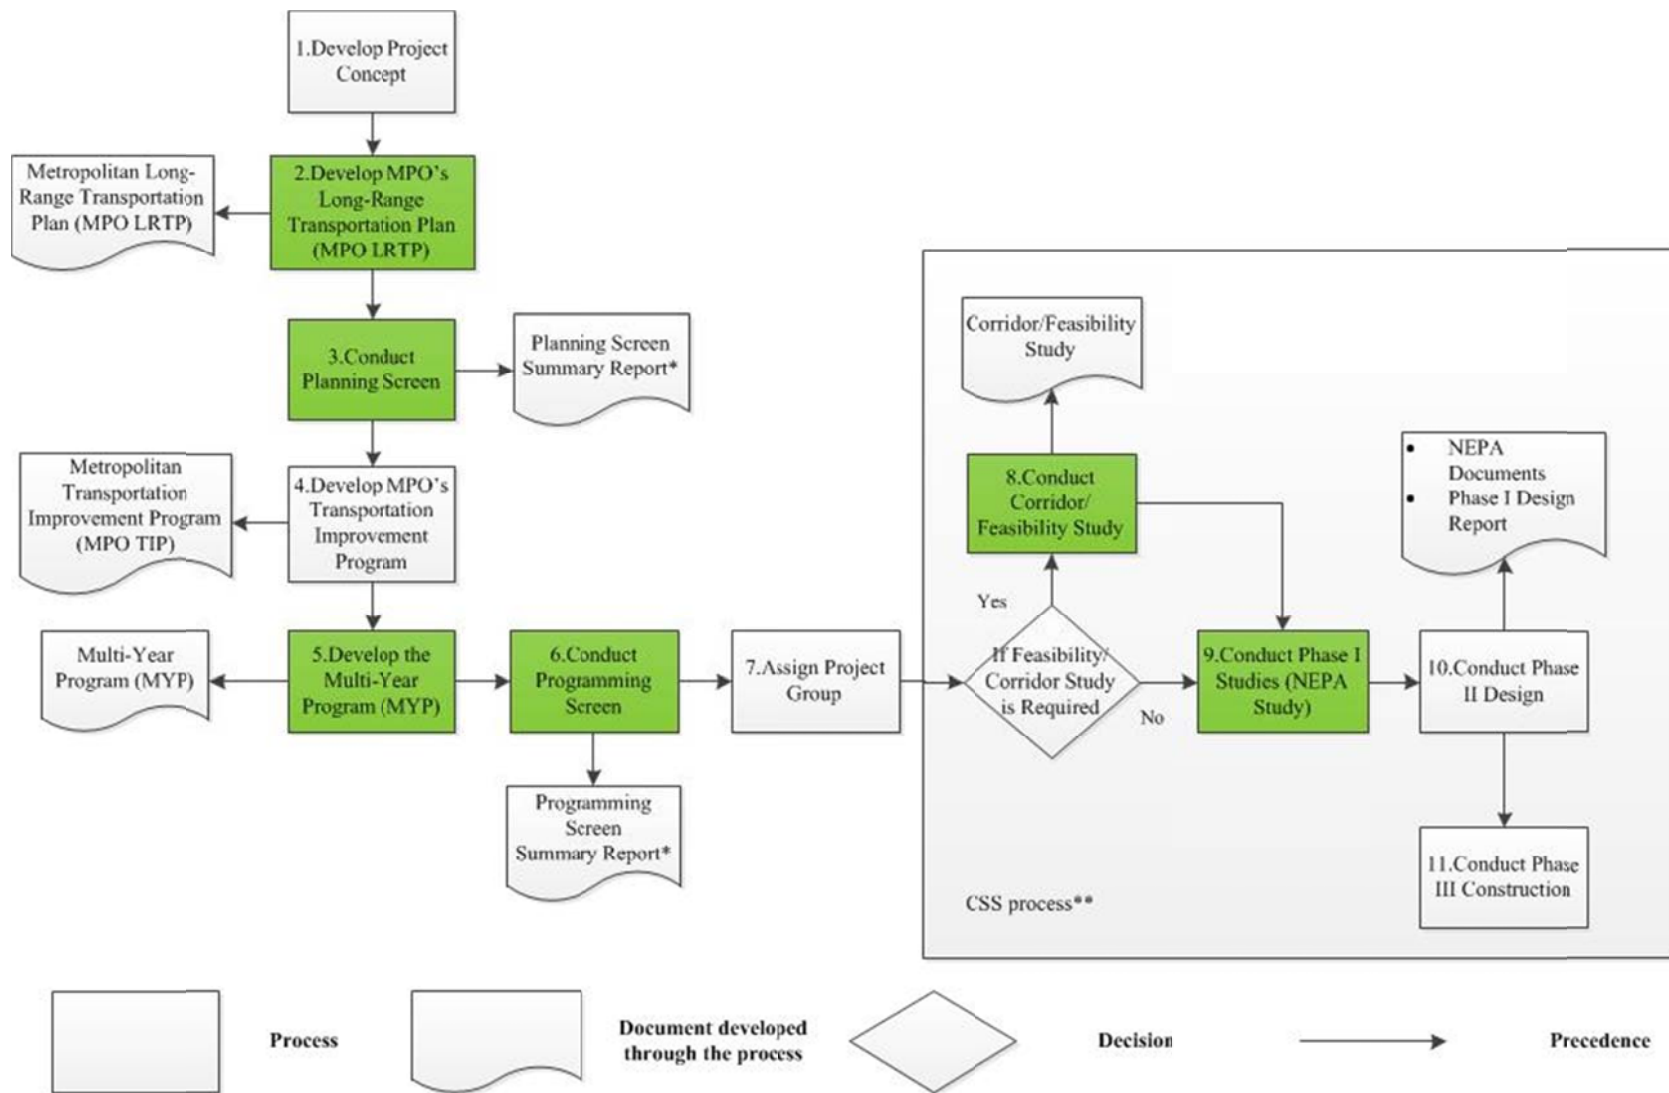 1.Develop Project
Concept
Metropolitan Long-
Range Transportation
Plan (MPO LRTP)
2.Develop MPO's
Long-Range
Transportation Plan
(MPO LRTP)
3.Conduct
Planning Screen
Planning Screen
Summary Report*
Metropolitan
Transportation
Improvement Program
(MPO TIP)
4.Develop MPO's
Transportation
Improvement
Program
Multi-Year
Program (MYP)
5.Develop the
Multi-Year
Program (MYP)
6.Conduct
Programming
Screen
Programming
Screen
Summary Report*
7.Assign Project
Group
Corridor/Feasibility
Study
8.Conduct
Corridor/
Feasibility Study
Yes
If Feasibility/
Corridor Study
is Required
No
9.Conduct Phase I
Studies (NEPA
Study)
• NEPA
Documents
• Phase I Design
Report
10.Conduct Phase
II Design
11.Conduct Phase
III Construction
CSS process**
Process
Document developed
through the process
Decision
Precedence